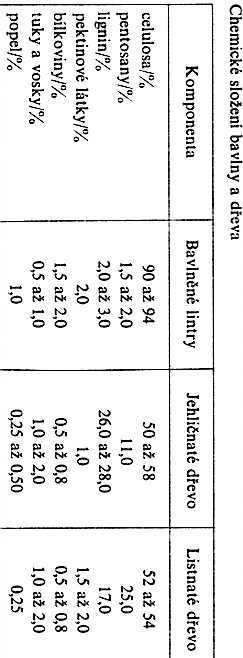 Chemické složení bavlny a dřeva
Komponenta Bavlněné lintry Jehličnaté dřevo Listnaté dřevo
celulosa/% 90 až 94 50 až 58 52 až 54
pentosany/% 1,5 až 2,0 11,0 25,0
lignin/% 2,0 až 3,0 26,0 až 28,0 17,0
pektinové látky/% 2,0 1,0 1,5 až 2,0
bílkoviny/% 1,5 až 2,0 0,5 až 0,8 0,5 až 0,8
tuky a vosky/% 0,5 až 1,0 1,0 až 2,0 1,0 až 2,0
popel/% 1,0 0,25 až 0,50 0,25